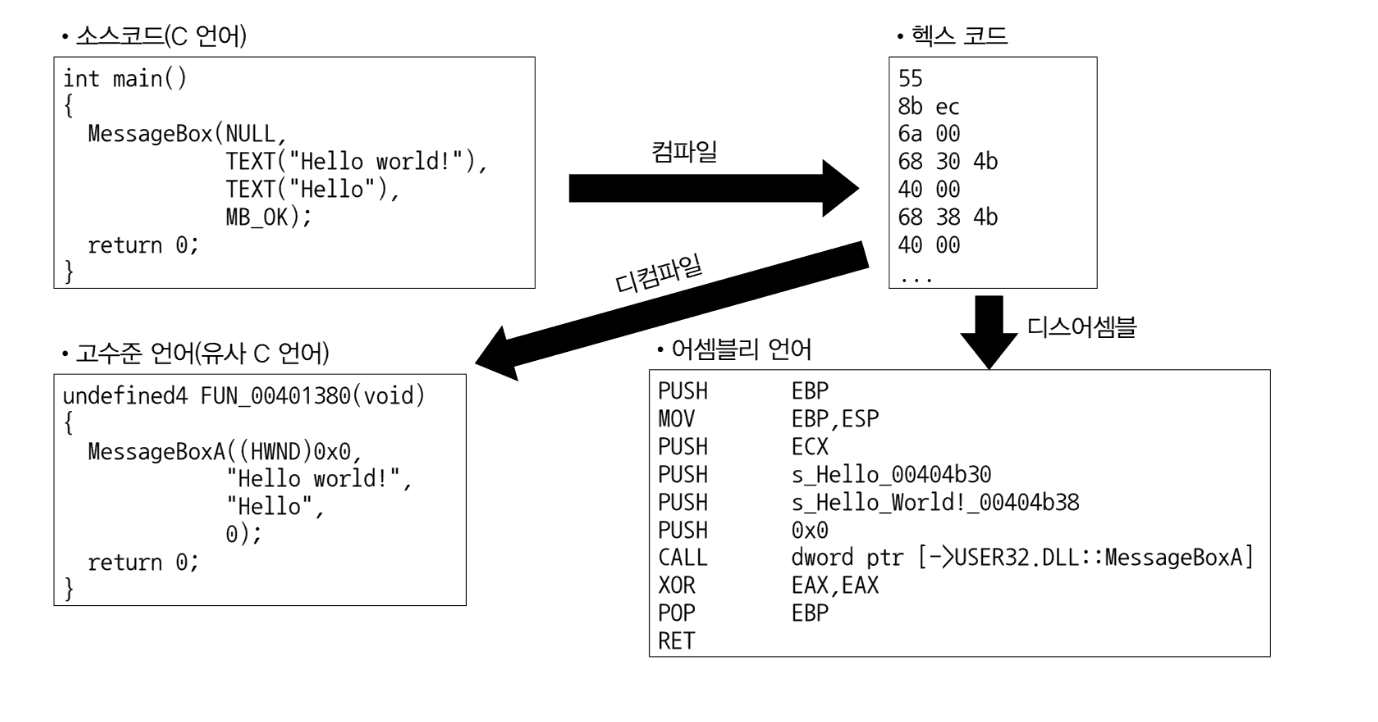 • 소스코드(C 언어)
int main()
{
  MessageBox(NULL,
             TEXT("Hello world!"),
             TEXT("Hello"),
             MB_OK);
  return 0;
}
컴파일
• 헥스 코드
55
8b ec
6a 00
68 30 4b
40 00
68 38 4b
40 00
...
디컴파일
디스어셈블
• 고수준 언어(유사 C 언어)
undefined4 FUN_00401380(void)
{
  MessageBoxA((HWND)0x0,
             "Hello world!",
             "Hello",
             0);
  return 0;
}
• 어셈블리 언어
PUSH EBP
MOV EBP,ESP
PUSH ECX
PUSH s_Hello_00404b30
PUSH s_Hello_World!_00404b38
PUSH 0x0
CALL dword ptr [->USER32.DLL::MessageBoxA]
XOR EAX,EAX
POP EBP
RET